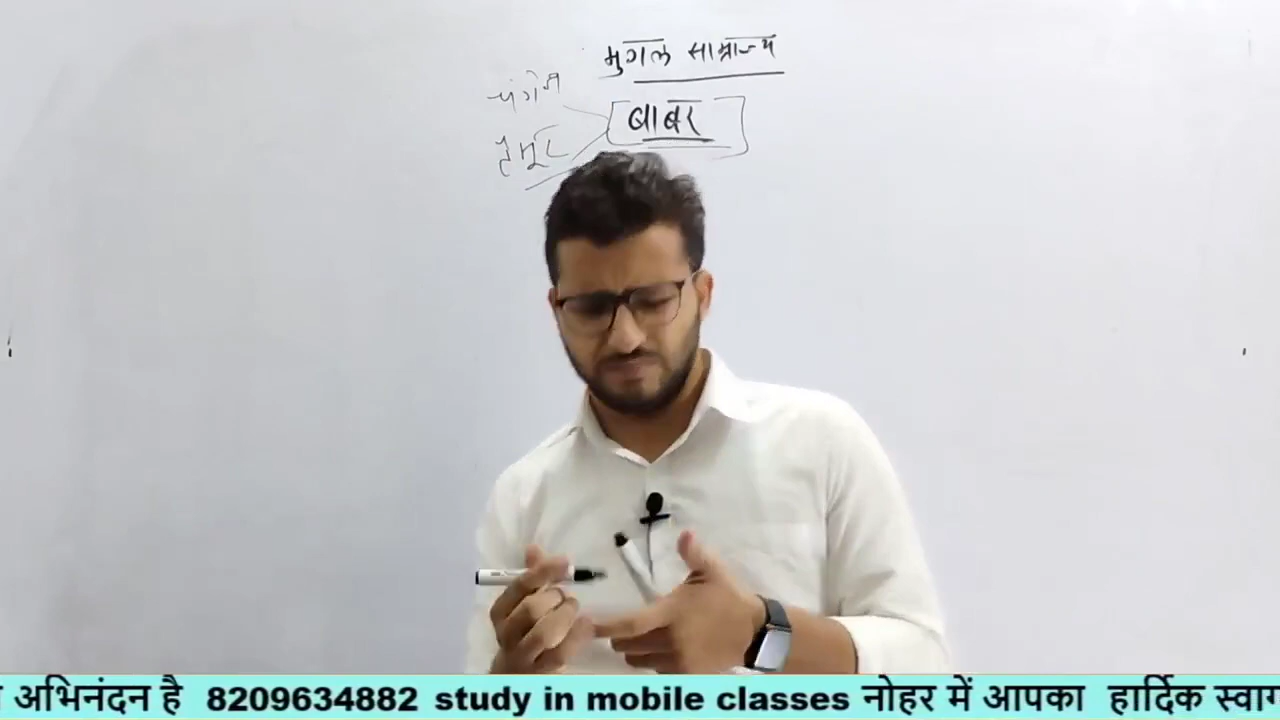 मुगल साम्राज्य
चंगेज
बाबर
तैमूर
अभिनंदन है 8209634882 study in mobile classes नोहर में आपका हार्दिक स्वाग